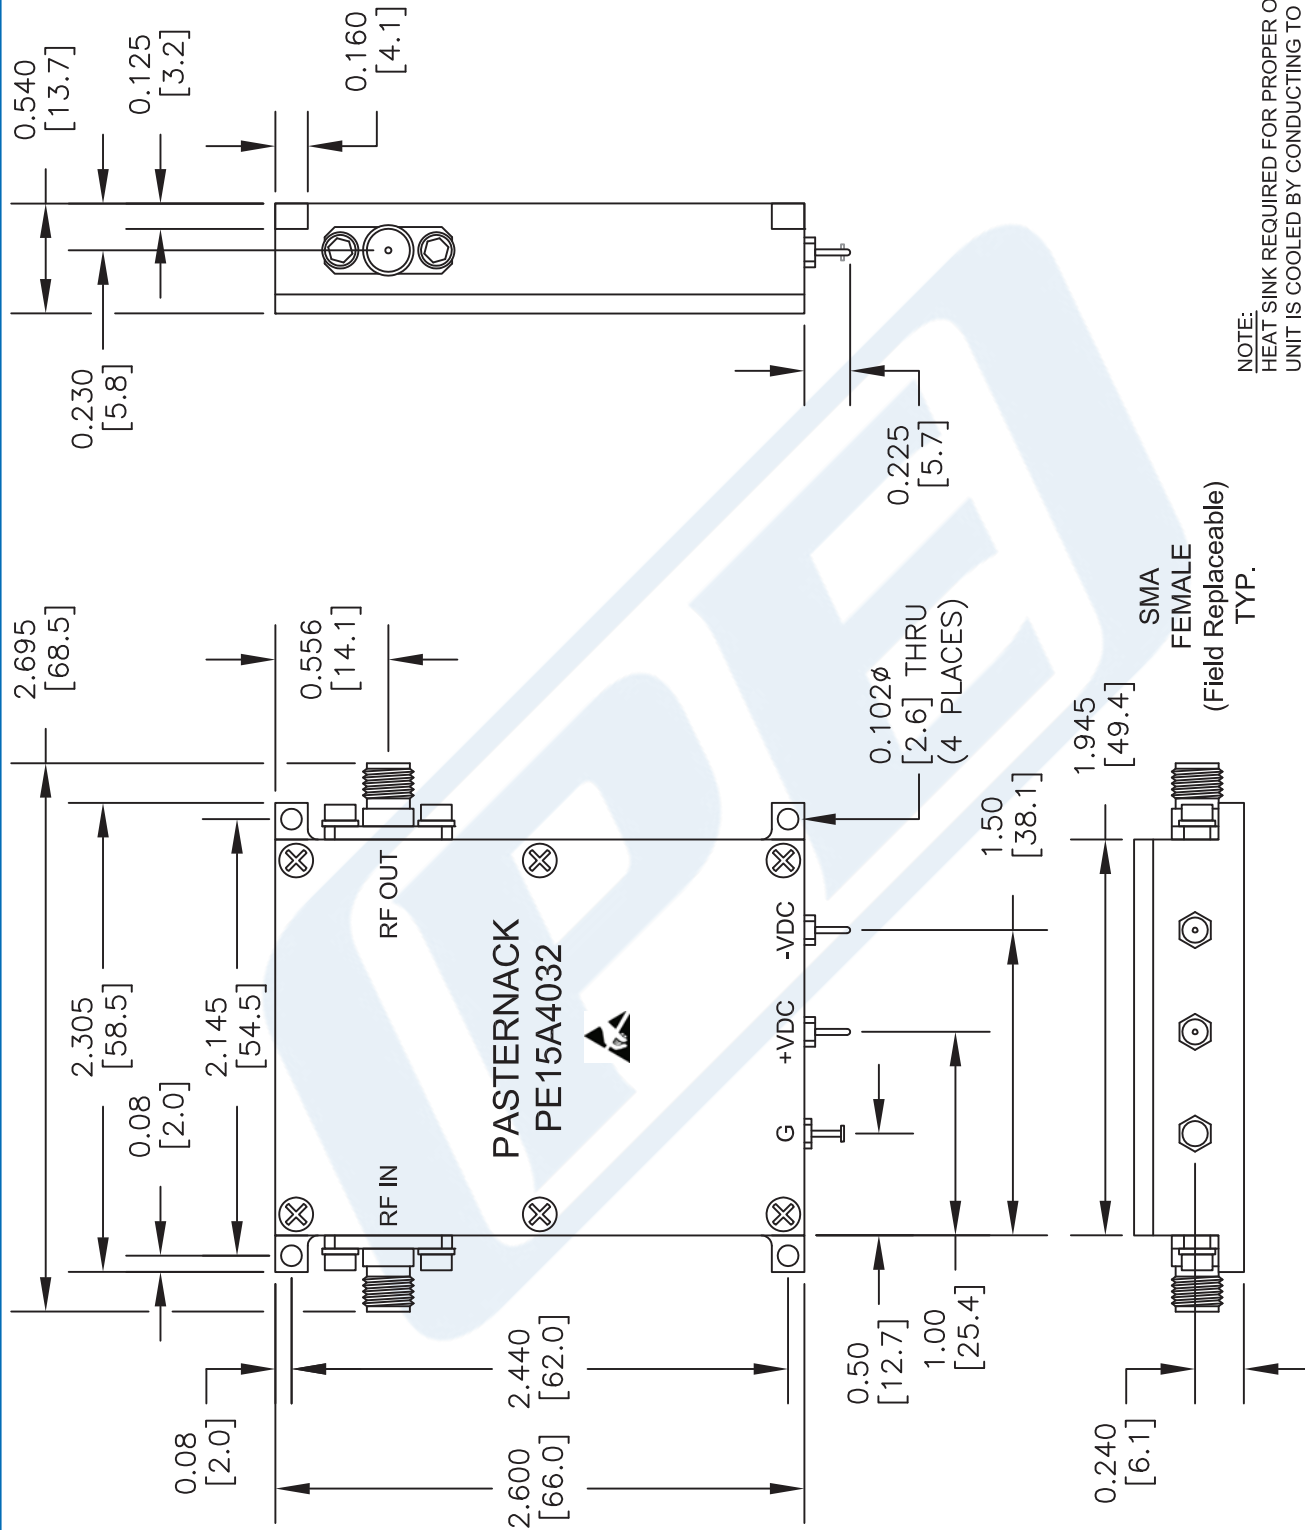 2.695
[68.5]
2.305
[58.5]
0.08
[2.0]
2.145
[54.5]
0.556
[14.1]
0.540
[13.7]
0.125
[3.2]
0.230
[5.8]
0.160
[4.1]
0.08
[2.0]
2.440
[62.0]
2.600
[66.0]
RF IN
RF OUT
PASTERNACK
PE15A4032
G
+VDC
-VDC
0.102ø
[2.6] THRU
(4 PLACES)
0.225
[5.7]
0.50
[12.7]
1.00
[25.4]
1.50
[38.1]
1.945
[49.4]
0.240
[6.1]
SMA
FEMALE
(Field Replaceable)
TYP.
NOTE:
HEAT SINK REQUIRED FOR PROPER
UNIT IS COOLED BY CONDUCTING TO
PE